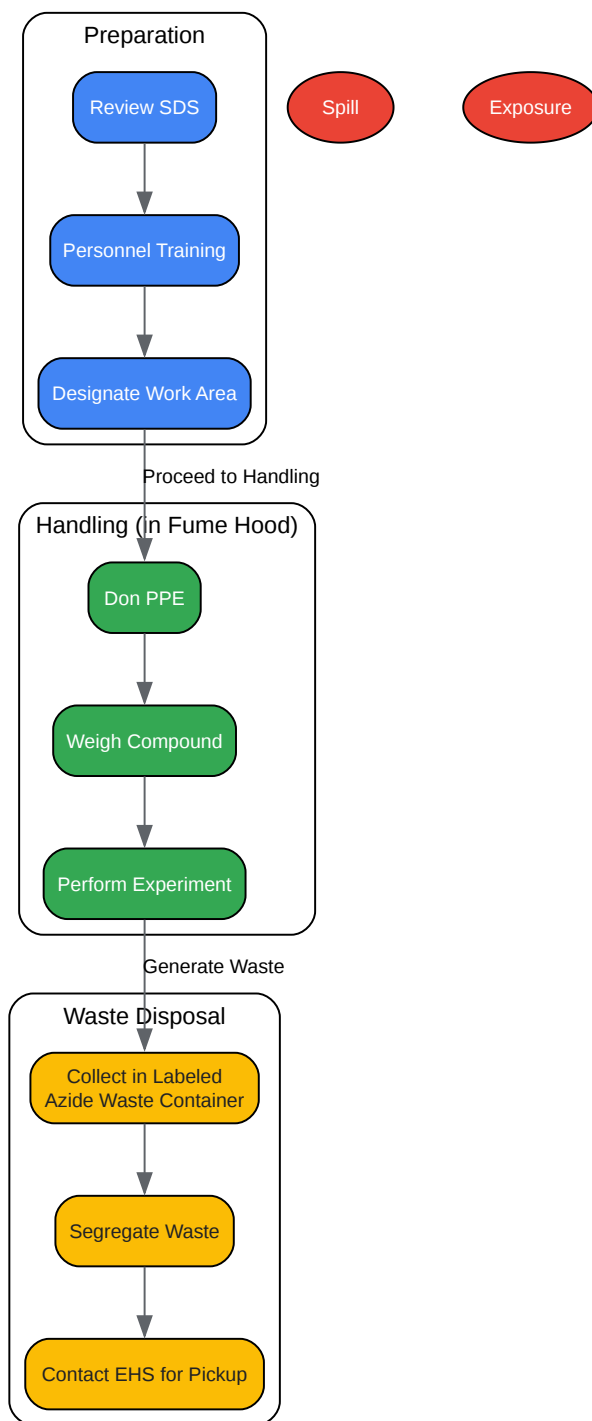 Preparation
Review SDS
Spill
Exposure
Personnel Training
Designate Work Area
Proceed to Handling
Handling (in Fume Hood)
Don PPE
Weigh Compound
Perform Experiment
Generate Waste
Waste Disposal
Collect in Labeled
Azide Waste Container
Segregate Waste
Contact EHS for Pickup